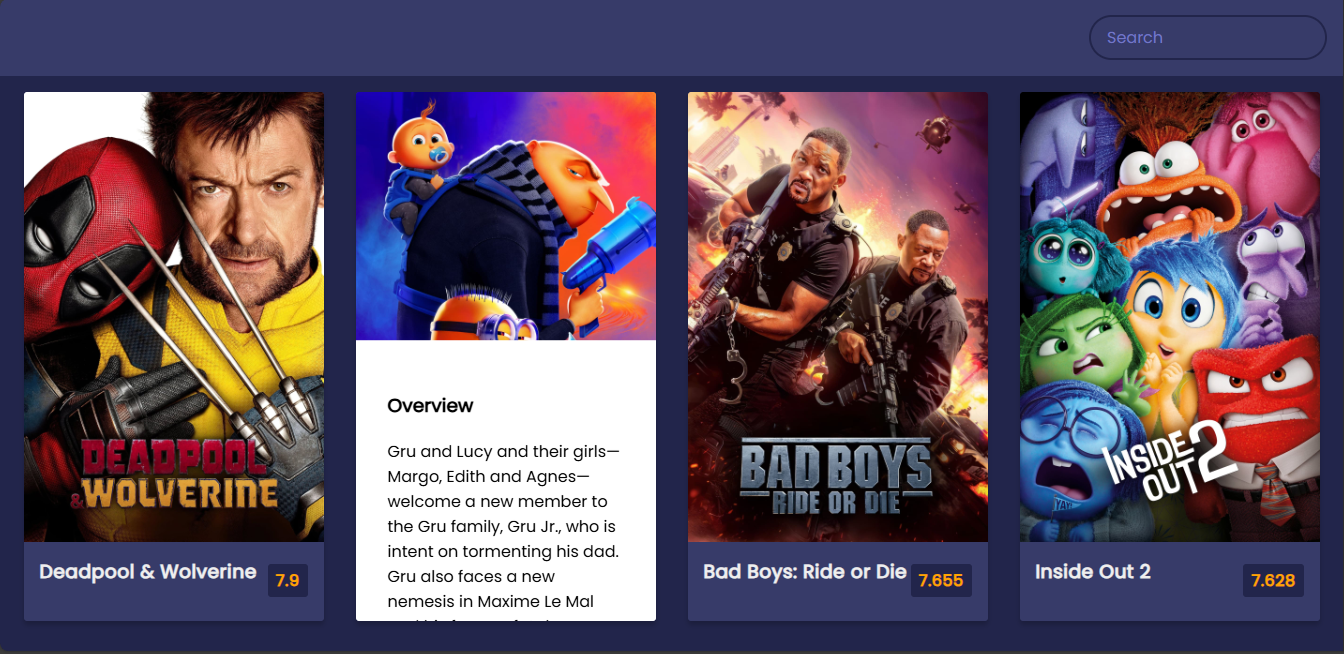 Search
DEADPOOL
&WOLVERINE
Deadpool & Wolverine
7.9
Overview
Gru and Lucy and their girls—
Margo, Edith and Agnes—
welcome a new member to
the Gru family, Gru Jr., who is
intent on tormenting his dad.
Gru also faces a new
nemesis in Maxime Le Mal
BAD BOYS
RIDE OR DIE
Bad Boys: Ride or Die
7.655
INSIDE
OUT 2
Inside Out 2
7.628